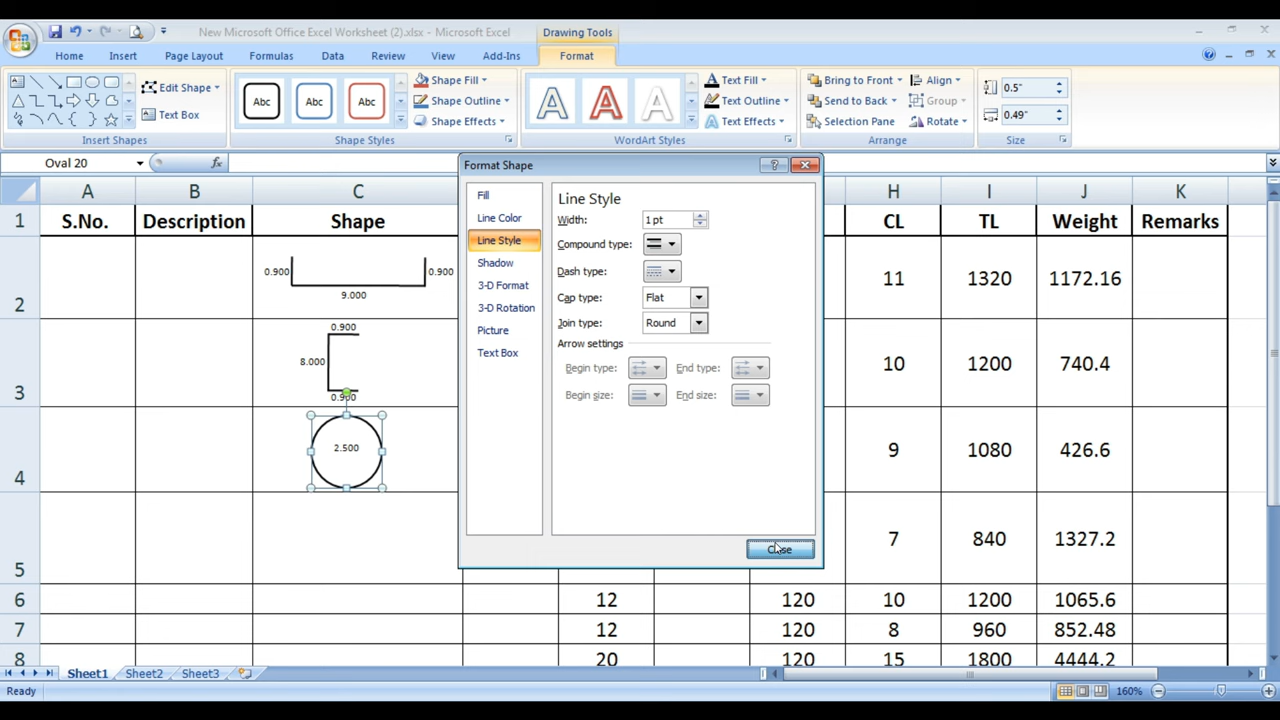 New Microsoft Office Excel Worksheet (2).xlsx - Microsoft Excel
Drawing Tools
Home
Insert
Page Layout
Formulas
Data
Review
View
Add-Ins
Format
Edit Shape
Text Box
Insert Shapes
Abc
Abc
Abc
Shape Fill
Shape Outline
Shape Effects
Shape Styles
A
A
A
Text Fill
Text Outline
Text Effects
WordArt Styles
Bring to Front
Send to Back
Selection Pane
Align
Group
Rotate
Arrange
0.5"
0.49"
Size
Oval 20
fx
A B C H I J K
1 S.No. Description Shape CL TL Weight Remarks
2 0.900 0.900 9.000 11 1320 1172.16
3 0.900 8.000 0.900 10 1200 740.4
4 2.500 9 1080 426.6
5 7 840 1327.2
6 12 120 10 1200 1065.6
7 12 120 8 960 852.48
8 20 120 15 1800 4444.2
Format Shape
Fill
Line Color
Line Style
Shadow
3-D Format
3-D Rotation
Picture
Text Box
Line Style
Width: 1 pt
Compound type:
Dash type:
Cap type: Flat
Join type: Round
Arrow settings
Begin type: End type:
Begin size: End size:
Close
Sheet1 Sheet2 Sheet3
Ready
160%